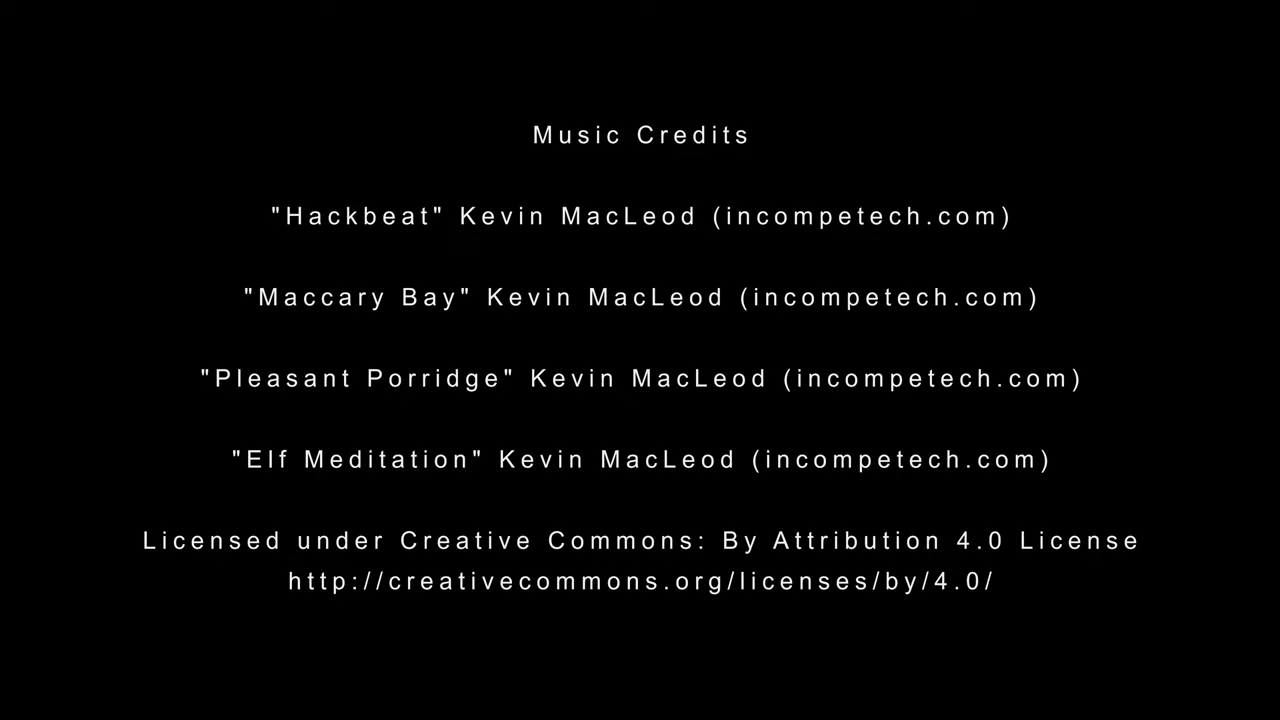 Music Credits
"Hackbeat" Kevin MacLeod (incompetech.com)
"Maccary Bay" Kevin MacLeod (incompetech.com)
"Pleasant Porridge" Kevin MacLeod (incompetech.com)
"Elf Meditation" Kevin MacLeod (incompetech.com)
Licensed under Creative Commons: By Attribution 4.0 License
http://creativecommons.org/licenses/by/4.0/